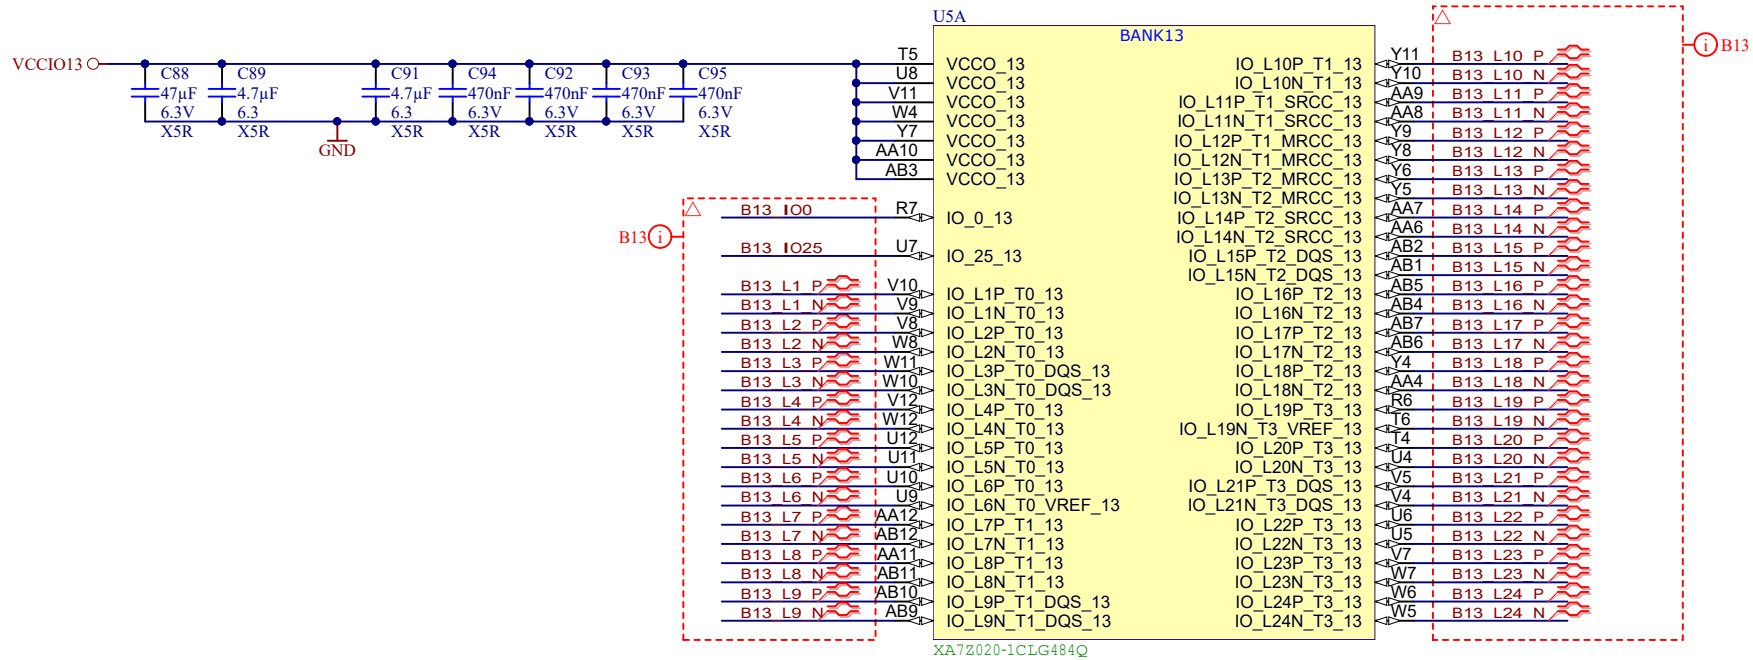 U5A
BANK13
VCCIO13
C88
47µF
6.3V
X5R
C89
4.7µF
6.3
X5R
GND
C91
4.7µF
6.3
X5R
C94
470nF
6.3V
X5R
C92
470nF
6.3V
X5R
C93
470nF
6.3V
X5R
C95
470nF
6.3V
X5R
T5 VCCO_13
U8 VCCO_13
V11 VCCO_13
W4 VCCO_13
Y7 VCCO_13
AA10 VCCO_13
AB3 VCCO_13
B13
i
B13_IO0 R7 IO_0_13
B13_IO25 U7 IO_25_13
B13_L1_P V10 IO_L1P_T0_13
B13_L1_N V9 IO_L1N_T0_13
B13_L2_P V8 IO_L2P_T0_13
B13_L2_N W8 IO_L2N_T0_13
B13_L3_P W11 IO_L3P_T0_DQS_13
B13_L3_N W10 IO_L3N_T0_DQS_13
B13_L4_P V12 IO_L4P_T0_13
B13_L4_N W12 IO_L4N_T0_13
B13_L5_P U12 IO_L5P_T0_13
B13_L5_N U11 IO_L5N_T0_13
B13_L6_P U10 IO_L6P_T0_13
B13_L6_N U9 IO_L6N_T0_VREF_13
B13_L7_P AA12 IO_L7P_T1_13
B13_L7_N AB12 IO_L7N_T1_13
B13_L8_P AA11 IO_L8P_T1_13
B13_L8_N AB11 IO_L8N_T1_13
B13_L9_P AB10 IO_L9P_T1_DQS_13
B13_L9_N AB9 IO_L9N_T1_DQS_13
IO_L10P_T1_13 Y11 B13_L10_P
IO_L10N_T1_13 Y10 B13_L10_N
IO_L11P_T1_SRCC_13 AA9 B13_L11_P
IO_L11N_T1_SRCC_13 AA8 B13_L11_N
IO_L12P_T1_MRCC_13 Y9 B13_L12_P
IO_L12N_T1_MRCC_13 Y8 B13_L12_N
IO_L13P_T2_MRCC_13 Y6 B13_L13_P
IO_L13N_T2_MRCC_13 Y5 B13_L13_N
IO_L14P_T2_SRCC_13 AA7 B13_L14_P
IO_L14N_T2_SRCC_13 AA6 B13_L14_N
IO_L15P_T2_DQS_13 AB2 B13_L15_P
IO_L15N_T2_DQS_13 AB1 B13_L15_N
IO_L16P_T2_13 AB5 B13_L16_P
IO_L16N_T2_13 AB4 B13_L16_N
IO_L17P_T2_13 AB7 B13_L17_P
IO_L17N_T2_13 AB6 B13_L17_N
IO_L18P_T2_13 Y4 B13_L18_P
IO_L18N_T2_13 AA4 B13_L18_N
IO_L19P_T3_13 R6 B13_L19_P
IO_L19N_T3_VREF_13 T6 B13_L19_N
IO_L20P_T3_13 T4 B13_L20_P
IO_L20N_T3_13 U4 B13_L20_N
IO_L21P_T3_DQS_13 V5 B13_L21_P
IO_L21N_T3_DQS_13 V4 B13_L21_N
IO_L22P_T3_13 U6 B13_L22_P
IO_L22N_T3_13 U5 B13_L22_N
IO_L23P_T3_13 V7 B13_L23_P
IO_L23N_T3_13 W7 B13_L23_N
IO_L24P_T3_13 W6 B13_L24_P
IO_L24N_T3_13 W5 B13_L24_N
i
B13
XA7Z020-1CLG484Q